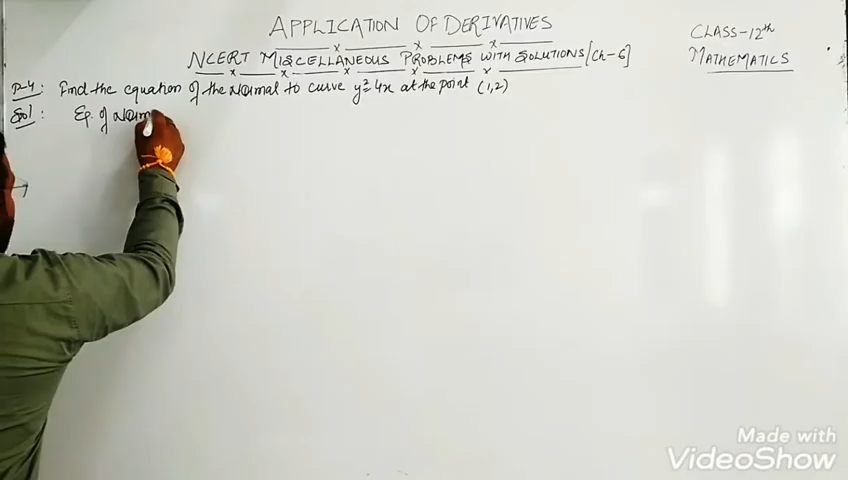 APPLICATION OF DERIVATIVES
CLASS-12th
NCERT MISCELLANEOUS PROBLEMS WITH SOLUTIONS [Ch-6]
MATHEMATICS
P-4: Find the equation of the Normal to curve y²=4x at the point (1,2)
Sol: Eq. of Norm
Made with
VideoShow